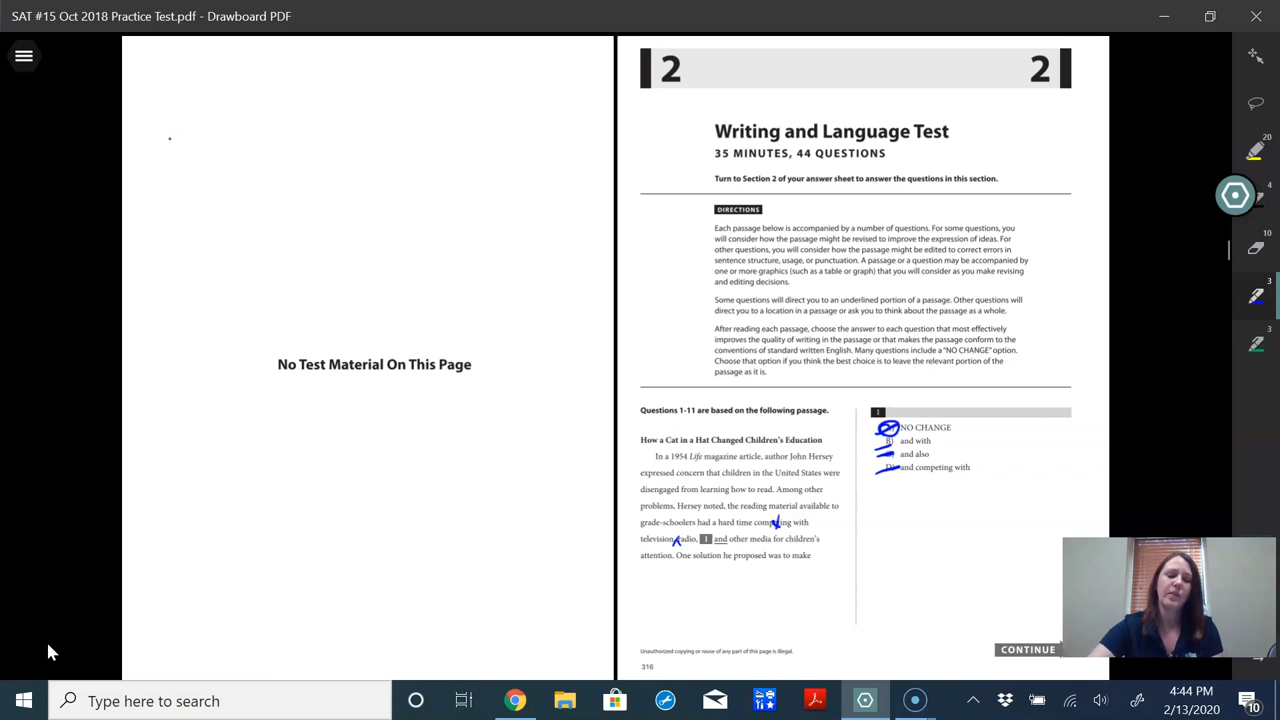 SAT #15 Oct 2018 Practice Test.pdf - Drawboard PDF
No Test Material On This Page
2 2
Writing and Language Test
35 MINUTES, 44 QUESTIONS
Turn to Section 2 of your answer sheet to answer the questions in this section.
DIRECTIONS
Each passage below is accompanied by a number of questions. For some questions, you
will consider how the passage might be revised to improve the expression of ideas. For
other questions, you will consider how the passage might be edited to correct errors in
sentence structure, usage, or punctuation. A passage or a question may be accompanied by
one or more graphics (such as a table or graph) that you will consider as you make revising
and editing decisions.
Some questions will direct you to an underlined portion of a passage. Other questions will
direct you to a location in a passage or ask you to think about the passage as a whole.
After reading each passage, choose the answer to each question that most effectively
improves the quality of writing in the passage or that makes the passage conform to the
conventions of standard written English. Many questions include a “NO CHANGE” option.
Choose that option if you think the best choice is to leave the relevant portion of the
passage as it is.
Questions 1-11 are based on the following passage.
How a Cat in a Hat Changed Children’s Education
In a 1954 Life magazine article, author John Hersey
expressed concern that children in the United States were
disengaged from learning how to read. Among other
problems, Hersey noted, the reading material available to
grade-schoolers had a hard time competing with
television, radio, 1 and other media for children’s
attention. One solution he proposed was to make
1
NO CHANGE
B) and with
and also
D) and competing with
Unauthorized copying or reuse of any part of this page is illegal.
316
CONTINUE
10
Type here to search
4:44 PM
2/13/2020
10